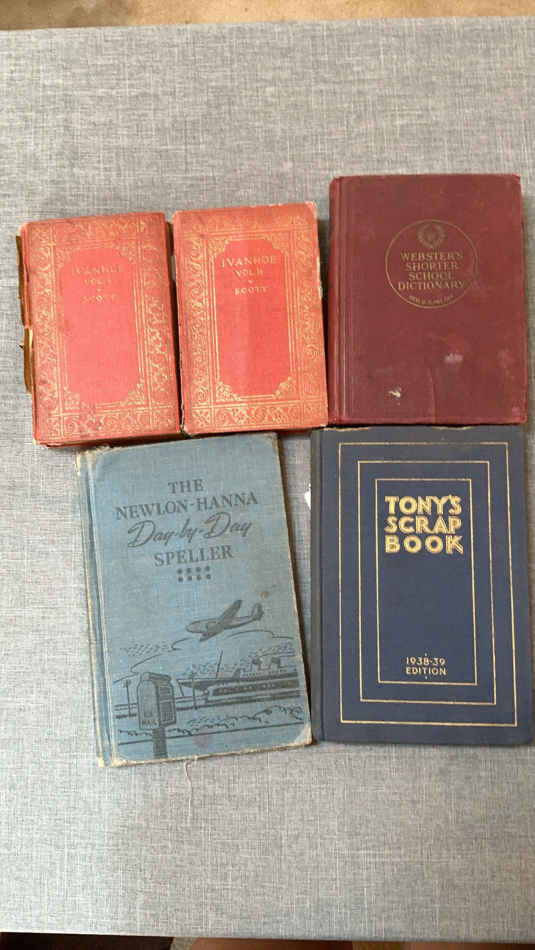 IVANHOE
VOL I
SCOTT
IVANHOE
VOL II
SCOTT
WEBSTER'S
SHORTER
SCHOOL
DICTIONARY
THE
NEWLON-HANNA
Day-by-Day
SPELLER
U.S.
MAIL
TONY'S
SCRAP
BOOK
1938-39
EDITION